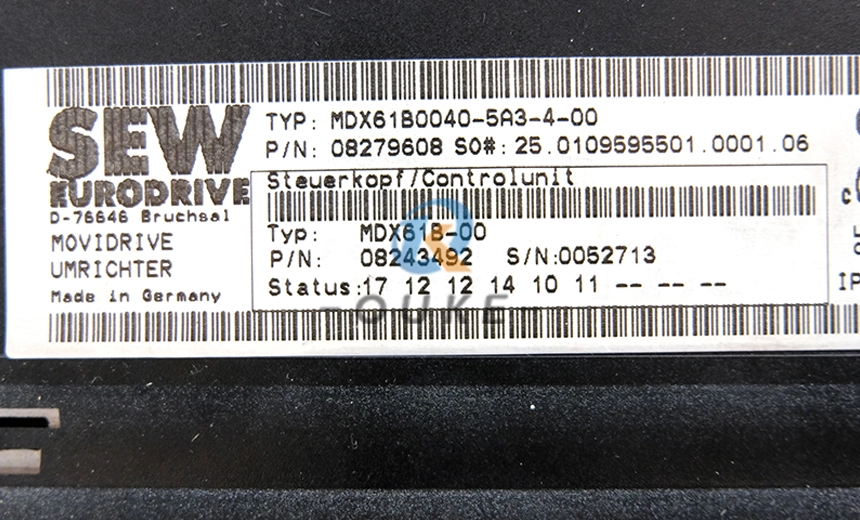 SEW
EURODRIVE
D-76646 Bruchsal
MOVIDRIVE
UMRICHTER
Made in Germany
TYP: MDX61B0040-5A3-4-00
P/N: 08279608 SO#: 25.0109595501.0001.06
Steuerkopf/Controlunit
Typ: MDX61B-00
P/N: 08243492 S/N:0052713
Status:17 12 12 14 10 11 -- -- --
-OUKE-
IP